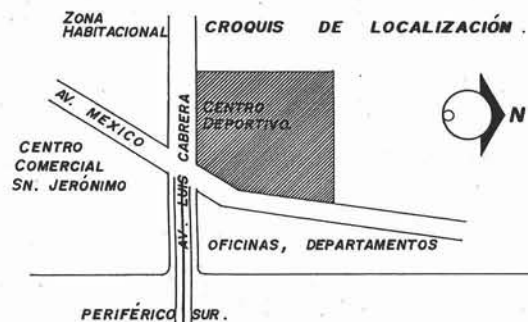 ZONA
HABITACIONAL
CROQUIS DE LOCALIZACIÓN.
AV. MEXICO
CENTRO
DEPORTIVO.
N
CENTRO
COMERCIAL
SN. JERÓNIMO
AV. LUIS CABRERA
OFICINAS, DEPARTAMENTOS
PERIFÉRICO SUR.